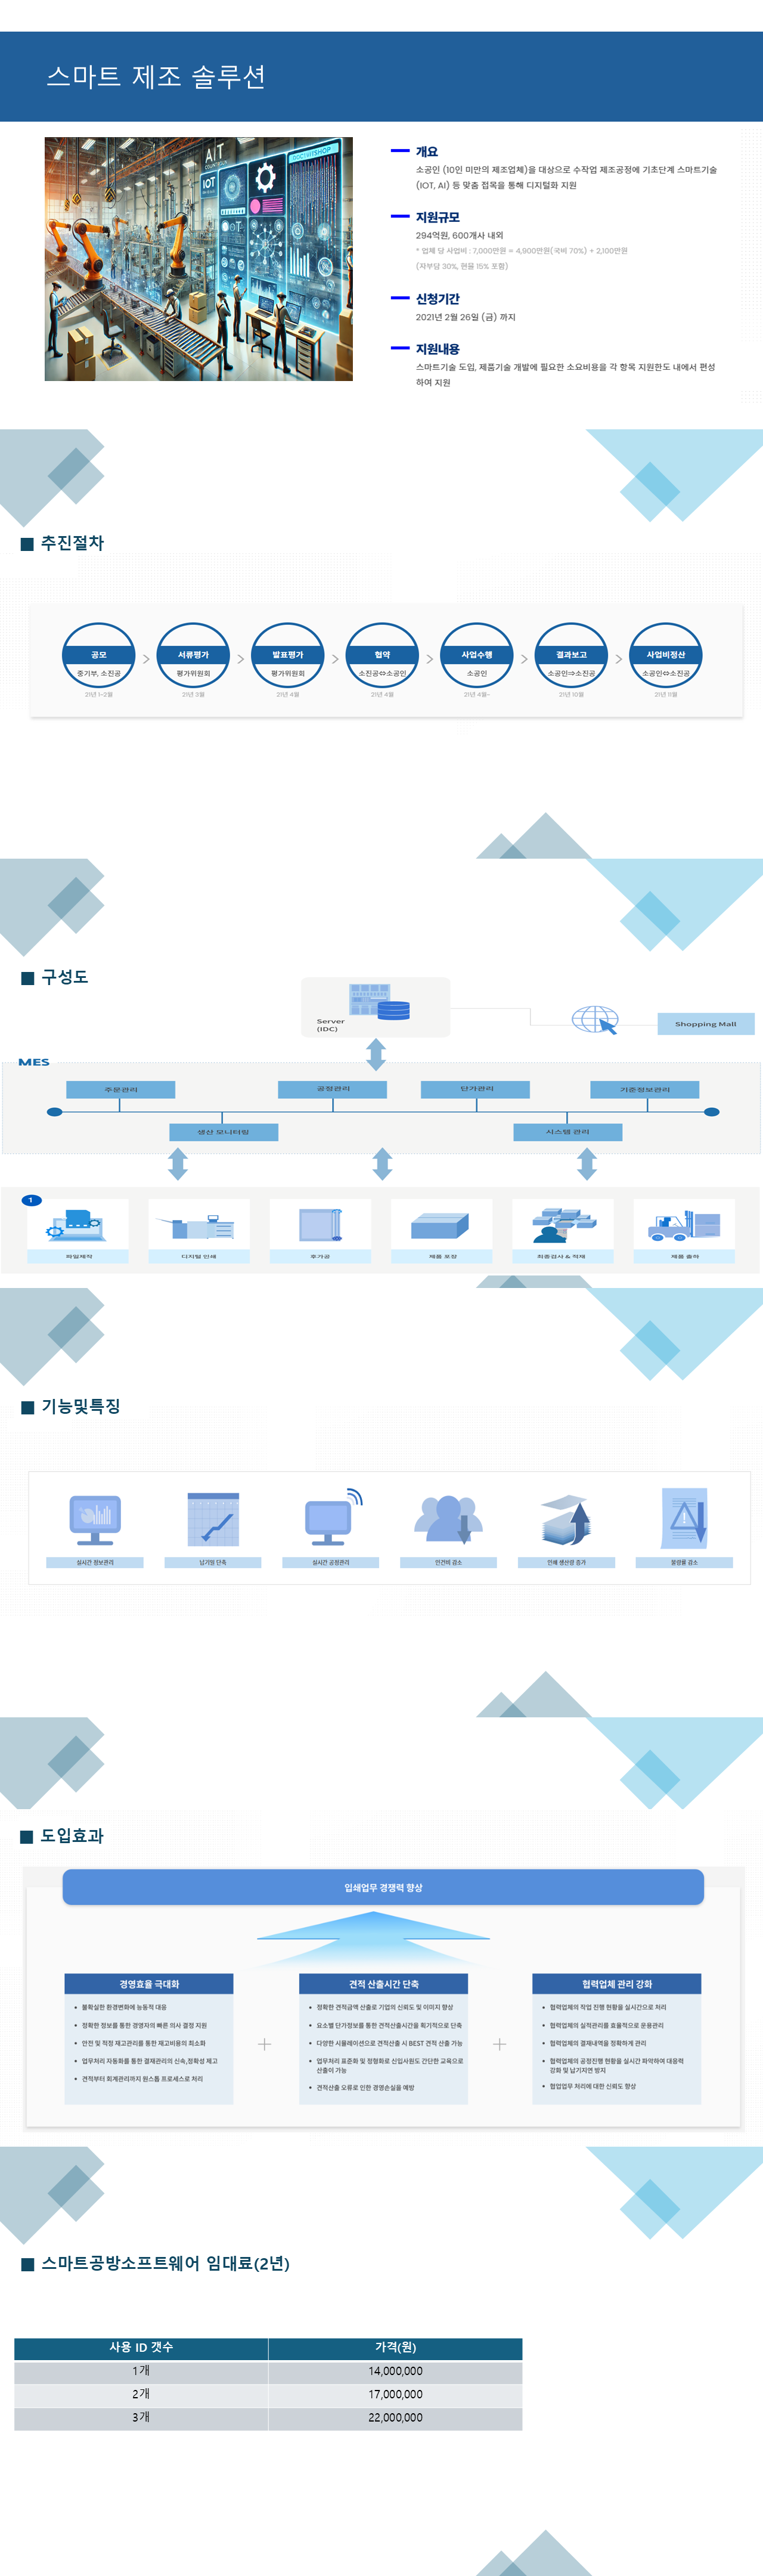 스마트 제조 솔루션
개요
소공인 (10인 미만의 제조업체)을 대상으로 수작업 제조공정에 기초단계 스마트기술
(IOT, AI) 등 맞춤 접목을 통해 디지털화 지원
지원규모
294억원, 600개사 내외
* 업체 당 사업비 : 7,000만원 = 4,900만원(국비 70%) + 2,100만원
(자부담 30%, 현물 15% 포함)
신청기간
2021년 2월 26일 (금) 까지
지원내용
스마트기술 도입, 제품기술 개발에 필요한 소요비용을 각 항목 지원한도 내에서 편성
하여 지원
AIT
IOT
■ 추진절차
공모
중기부, 소진공
21년 1~2월
서류평가
평가위원회
21년 3월
발표평가
평가위원회
21년 4월
협약
소진공⇔소공인
21년 4월
사업수행
소공인
21년 4월~
결과보고
소공인⇒소진공
21년 10월
사업비정산
소공인⇔소진공
21년 11월
■ 구성도
Server
(IDC)
Shopping Mall
MES
주문관리
공정관리
단가관리
기준정보관리
생산 모니터링
시스템 관리
1
파일제작
디지털 인쇄
후가공
제품 포장
최종검사 & 적재
제품 출하
■ 기능및특징
실시간 정보관리
납기일 단축
실시간 공정관리
인건비 감소
인쇄 생산량 증가
불량률 감소
■ 도입효과
입쇄업무 경쟁력 향상
경영효율 극대화
• 불확실한 환경변화에 능동적 대응
• 정확한 정보를 통한 경영자의 빠른 의사 결정 지원
• 안전 및 적정 재고관리를 통한 재고비용의 최소화
• 업무처리 자동화를 통한 결재관리의 신속,정확성 제고
• 견적부터 회계관리까지 원스톱 프로세스로 처리
견적 산출시간 단축
• 정확한 견적금액 산출로 기업의 신뢰도 및 이미지 향상
• 요소별 단가정보를 통한 견적산출시간을 획기적으로 단축
• 다양한 시뮬레이션으로 견적산출 시 BEST 견적 산출 가능
• 업무처리 표준화 및 정형화로 신입사원도 간단한 교육으로
산출이 가능
• 견적산출 오류로 인한 경영손실을 예방
협력업체 관리 강화
• 협력업체의 작업 진행 현황을 실시간으로 처리
• 협력업체의 실적관리를 효율적으로 운용관리
• 협력업체의 결재내역을 정확하게 관리
• 협력업체의 공정진행 현황을 실시간 파악하여 대응력
강화 및 납기지연 방지
• 협업업무 처리에 대한 신뢰도 향상
■ 스마트공방소프트웨어 임대료(2년)
사용 ID 갯수 가격(원)
1개 14,000,000
2개 17,000,000
3개 22,000,000